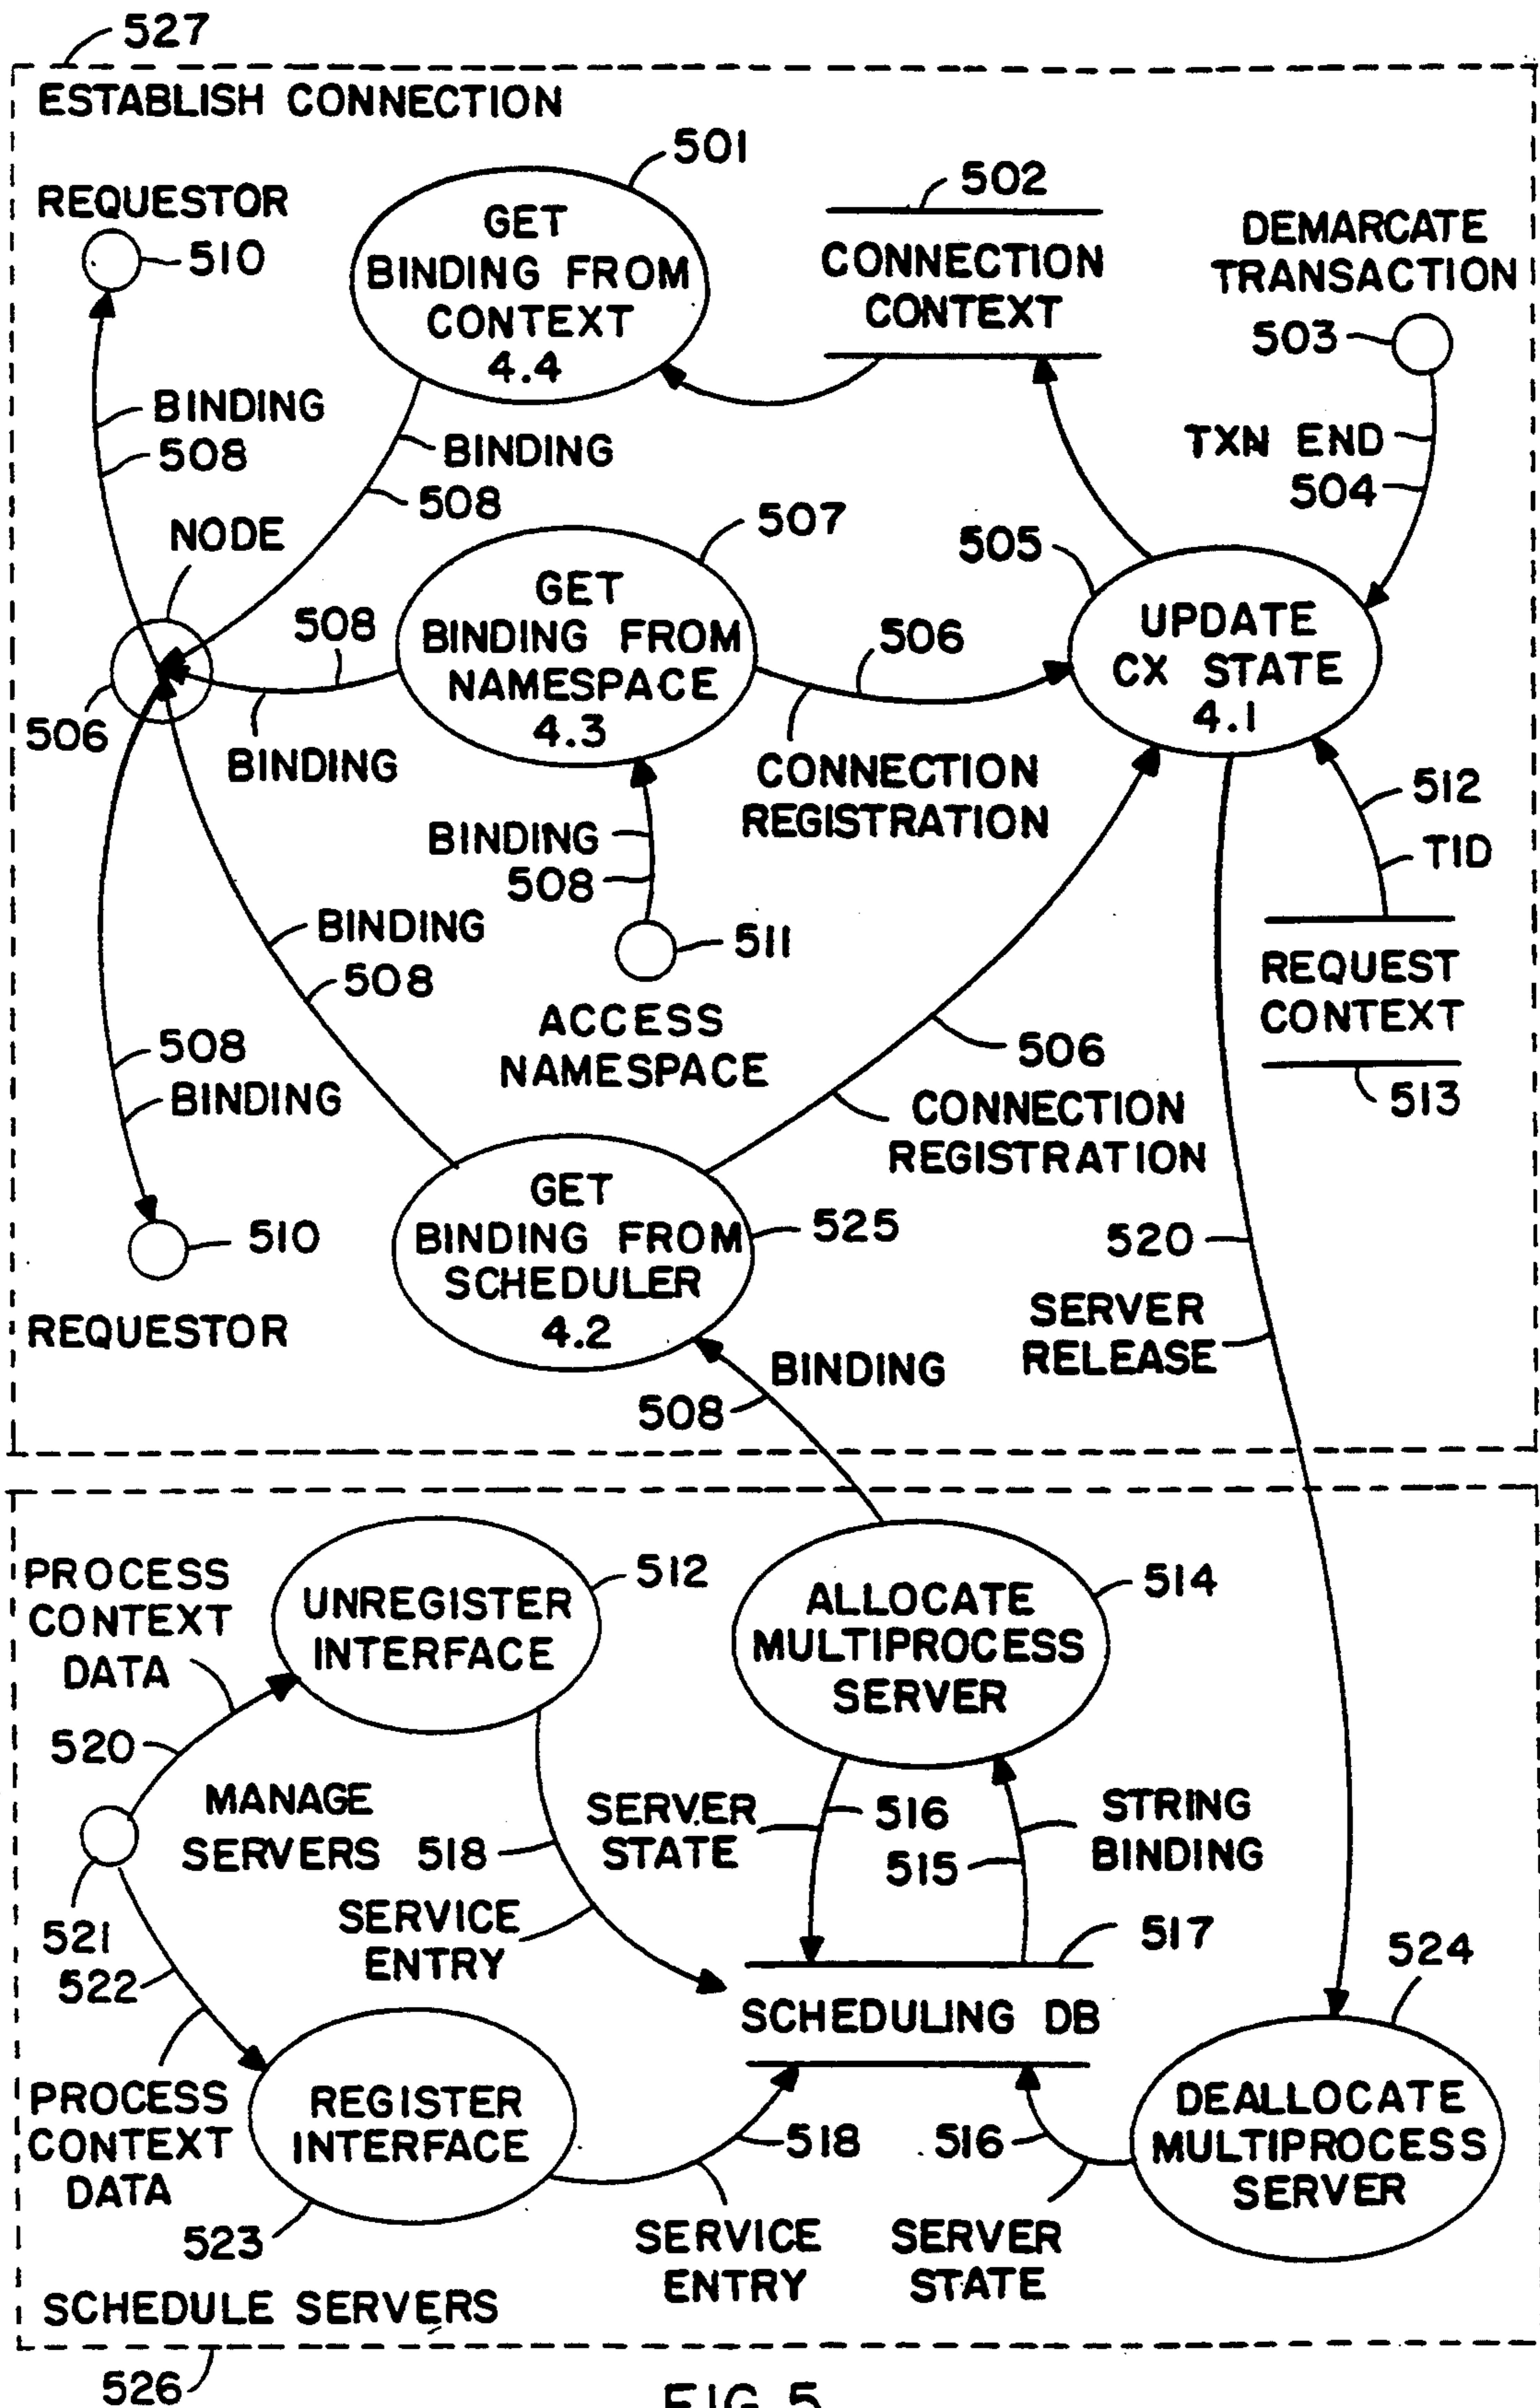 527
ESTABLISH CONNECTION
501
REQUESTOR
510
GET
BINDING FROM
CONTEXT
4.4
502
CONNECTION
CONTEXT
DEMARCATE
TRANSACTION
503
BINDING
508
BINDING
508
TXN END
504
NODE
507
505
508
GET
BINDING FROM
NAMESPACE
4.3
506
UPDATE
CX STATE
4.1
506
BINDING
CONNECTION
REGISTRATION
512
TID
BINDING
508
511
ACCESS
NAMESPACE
BINDING
508
REQUEST
CONTEXT
513
508
BINDING
506
CONNECTION
REGISTRATION
510
REQUESTOR
GET
BINDING FROM
SCHEDULER
4.2
525
520
SERVER
RELEASE
BINDING
508
PROCESS
CONTEXT
DATA
UNREGISTER
INTERFACE
512
ALLOCATE
MULTIPROCESS
SERVER
514
520
MANAGE
SERVERS
518
SERVER
STATE
516
515
STRING
BINDING
521
522
SERVICE
ENTRY
517
524
SCHEDULING DB
PROCESS
CONTEXT
DATA
REGISTER
INTERFACE
523
518
516
DEALLOCATE
MULTIPROCESS
SERVER
SERVICE
ENTRY
SERVER
STATE
SCHEDULE SERVERS
526
FIG. 5